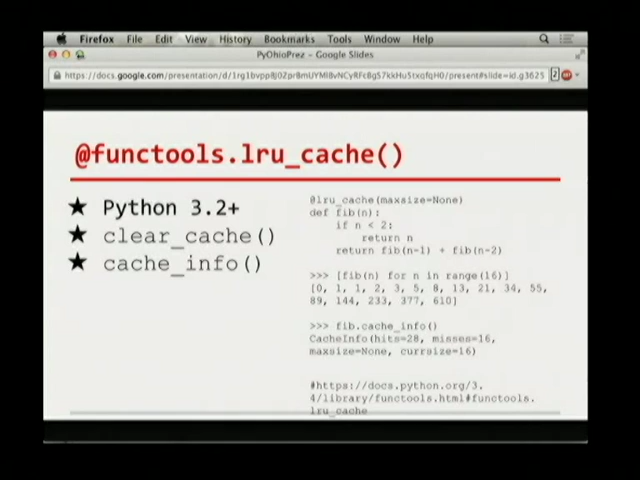 Firefox File Edit View History Bookmarks Tools Window Help
PyOhioPrez – Google Slides
@functools.lru_cache()
★ Python 3.2+
★ clear_cache()
★ cache_info()
@lru_cache(maxsize=None)
def fib(n):
    if n < 2:
        return n
    return fib(n-1) + fib(n-2)
>>> [fib(n) for n in range(16)]
[0, 1, 1, 2, 3, 5, 8, 13, 21, 34, 55,
89, 144, 233, 377, 610]
>>> fib.cache_info()
CacheInfo(hits=28, misses=16,
maxsize=None, currsize=16)
#https://docs.python.org/3.
4/library/functools.html#functools.
lru_cache